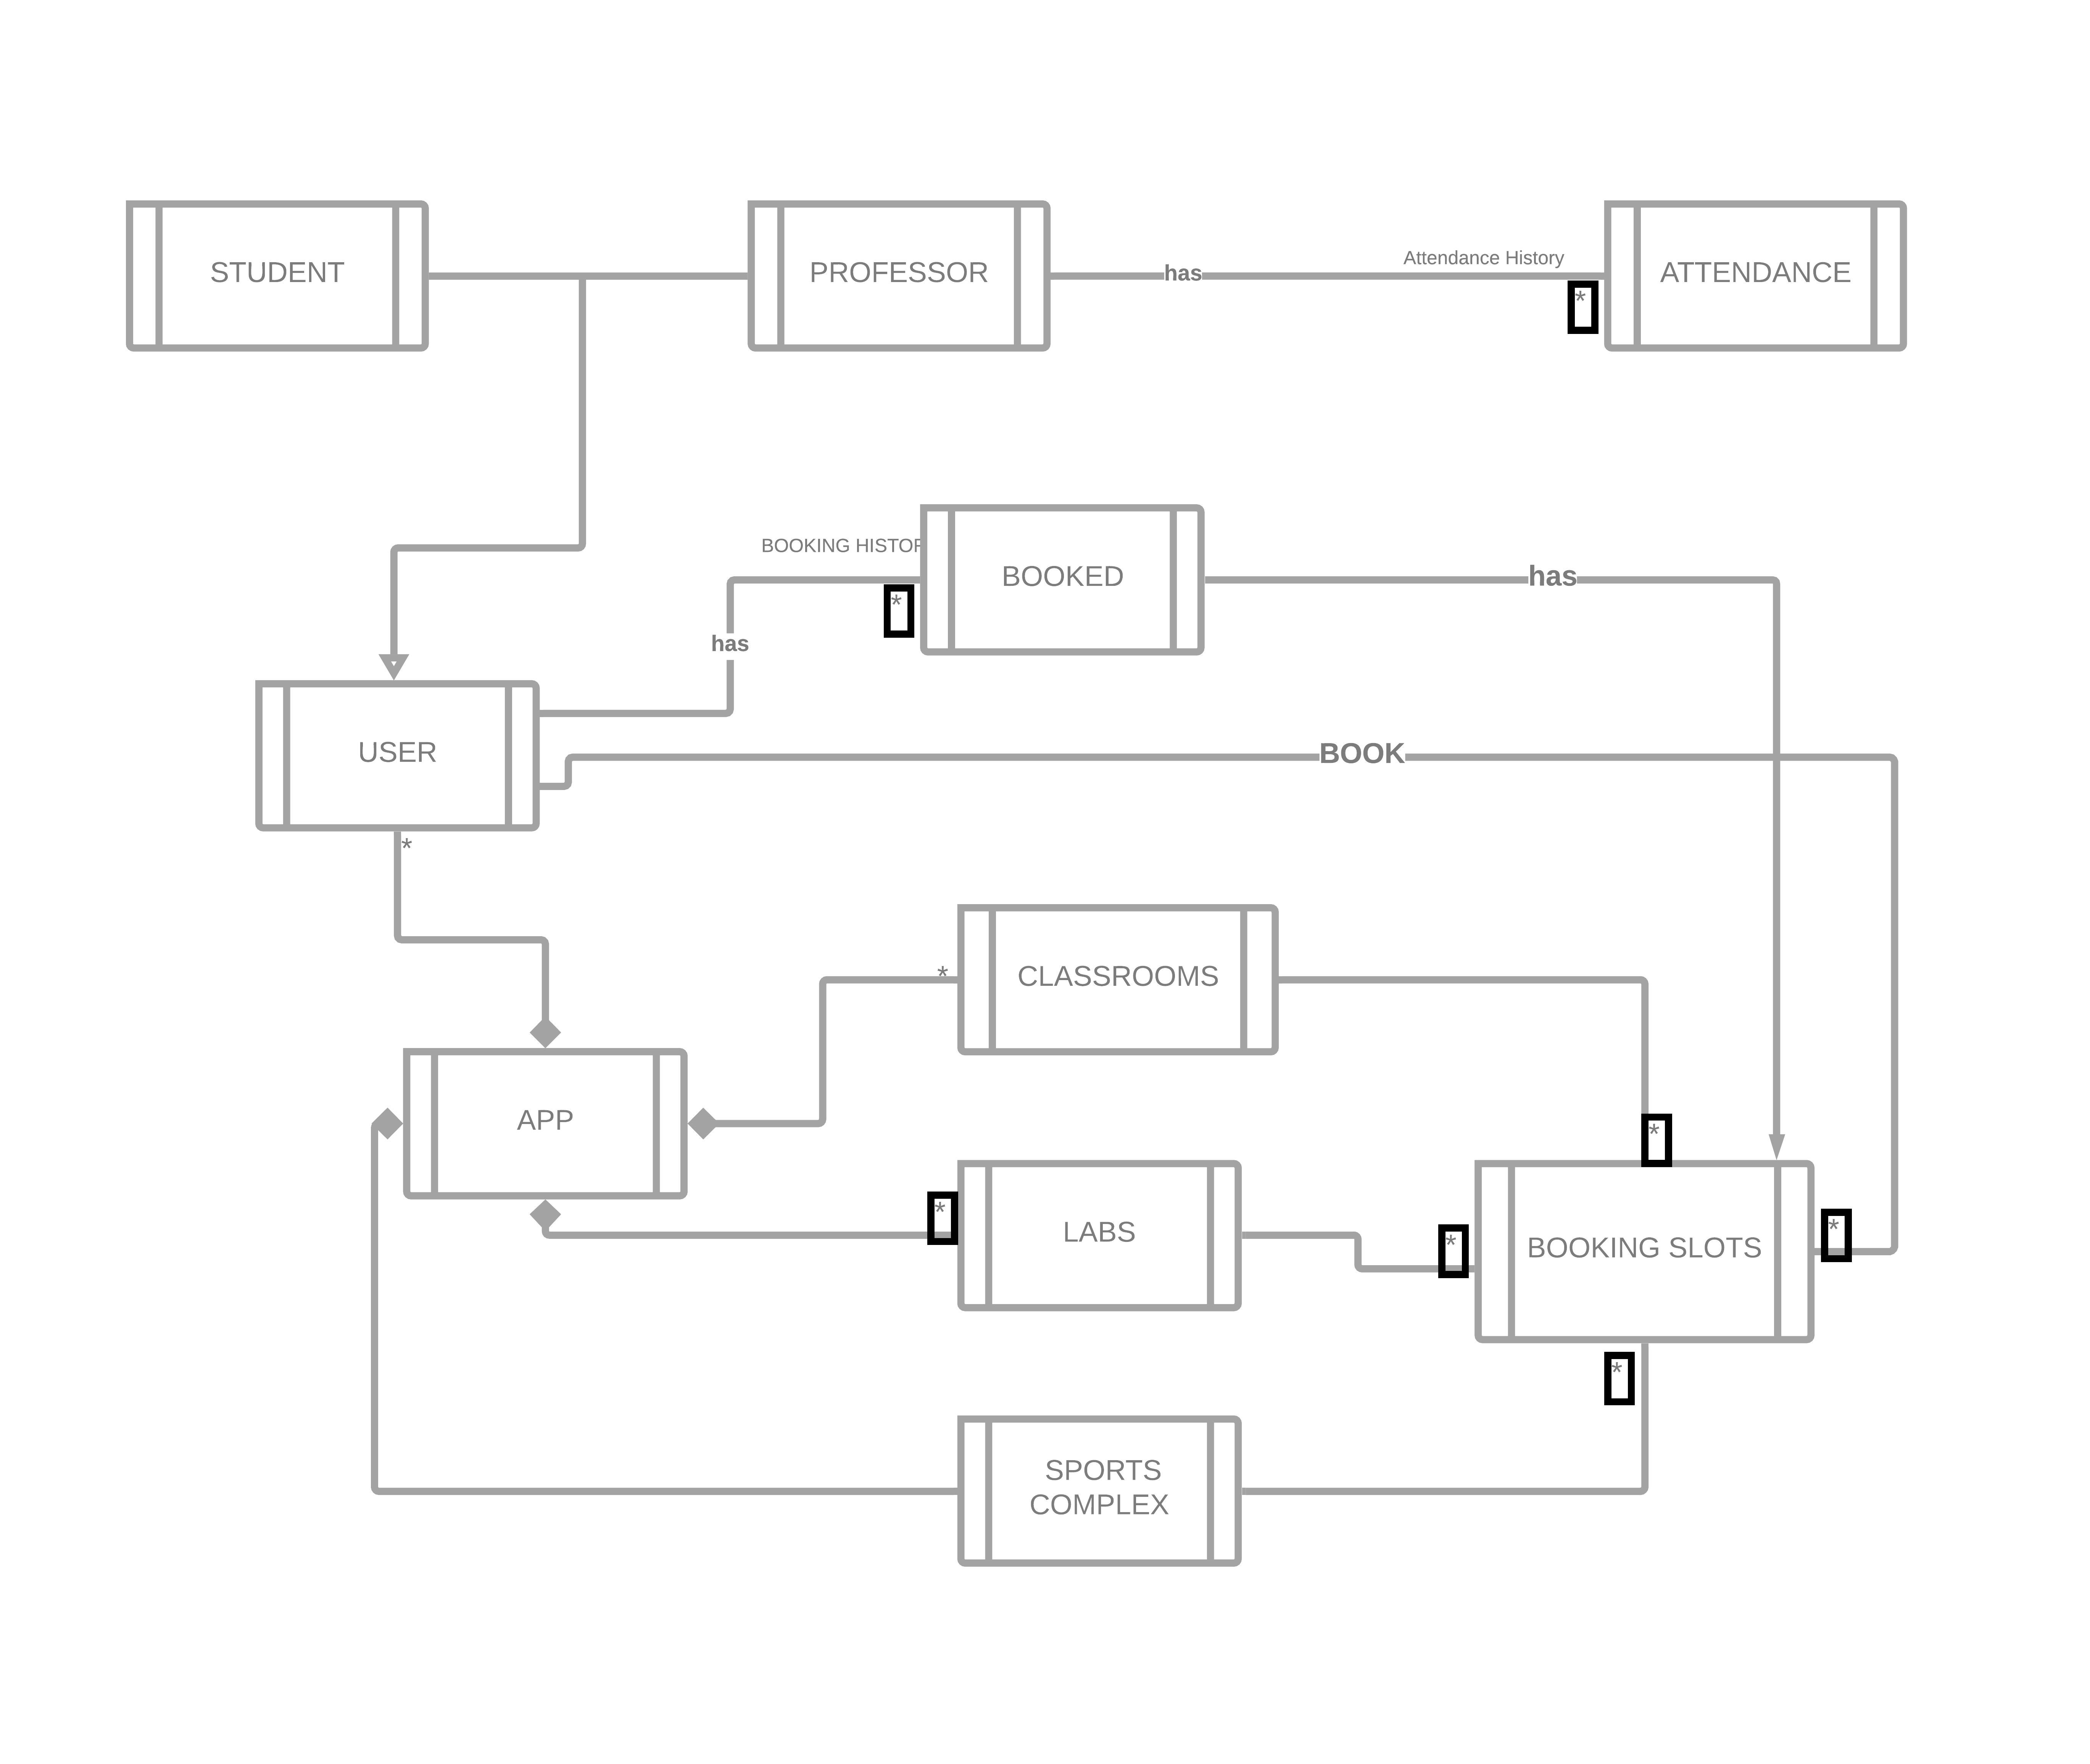 STUDENT
PROFESSOR
has
Attendance History
*
ATTENDANCE
BOOKING HISTOR
*
BOOKED
has
has
USER
BOOK
*
*
CLASSROOMS
APP
*
*
LABS
*
BOOKING SLOTS
*
*
SPORTS
COMPLEX